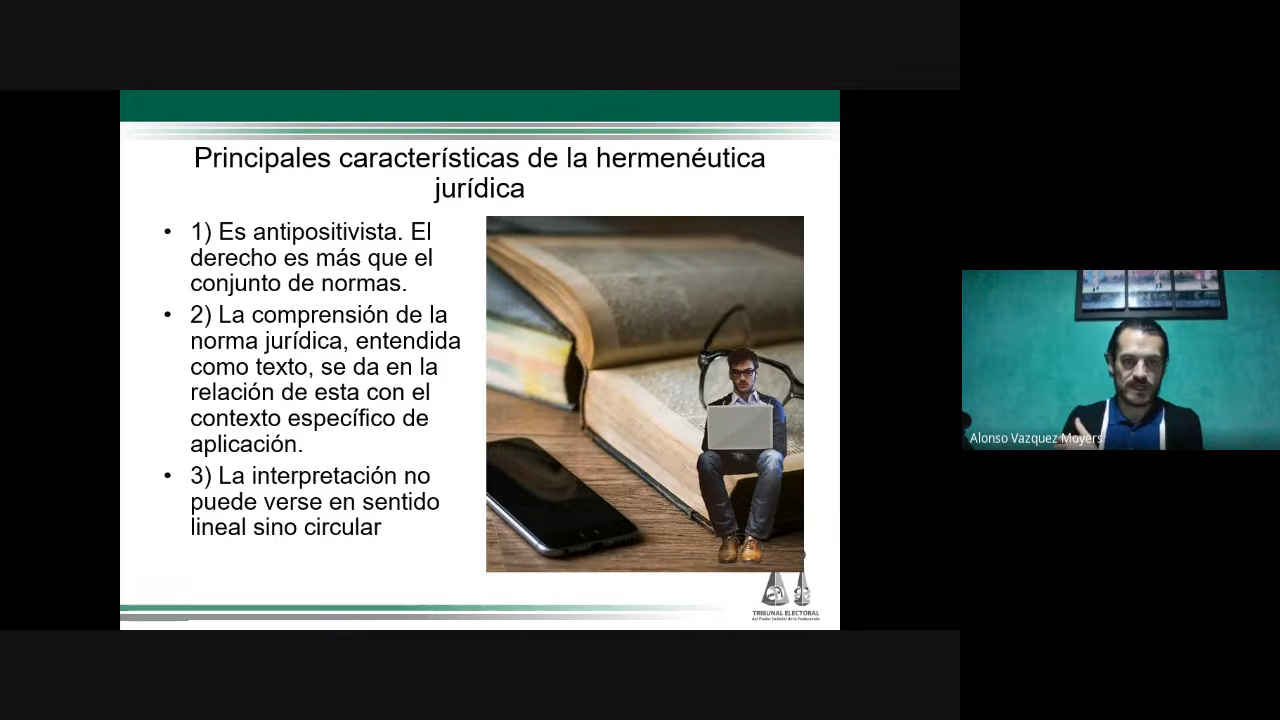 Principales características de la hermenéutica
jurídica
• 1) Es antipositivista. El
derecho es más que el
conjunto de normas.
• 2) La comprensión de la
norma jurídica, entendida
como texto, se da en la
relación de esta con el
contexto específico de
aplicación.
• 3) La interpretación no
puede verse en sentido
lineal sino circular
TRIBUNAL ELECTORAL
del Poder Judicial de la Federación
Alonso Vazquez Moyers